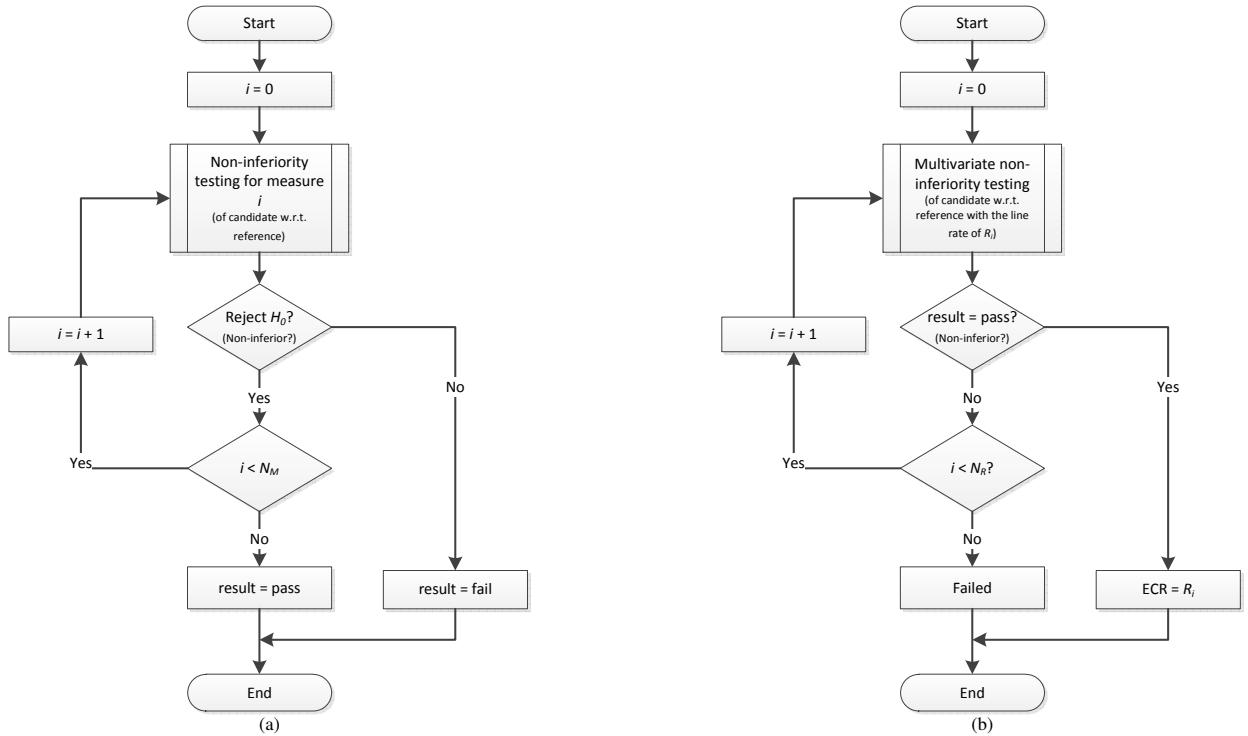 Start
i = 0
Non-inferiority
testing for measure
i
(of candidate w.r.t.
reference)
Reject H0?
(Non-inferior?)
i = i + 1
No
Yes
Yes
i < NM
No
result = pass
result = fail
End
(a)
Start
i = 0
Multivariate non-
inferiority testing
(of candidate w.r.t.
reference with the line
rate of Ri)
result = pass?
(Non-inferior?)
i = i + 1
Yes
No
Yes
i < NR?
No
Failed
ECR = Ri
End
(b)